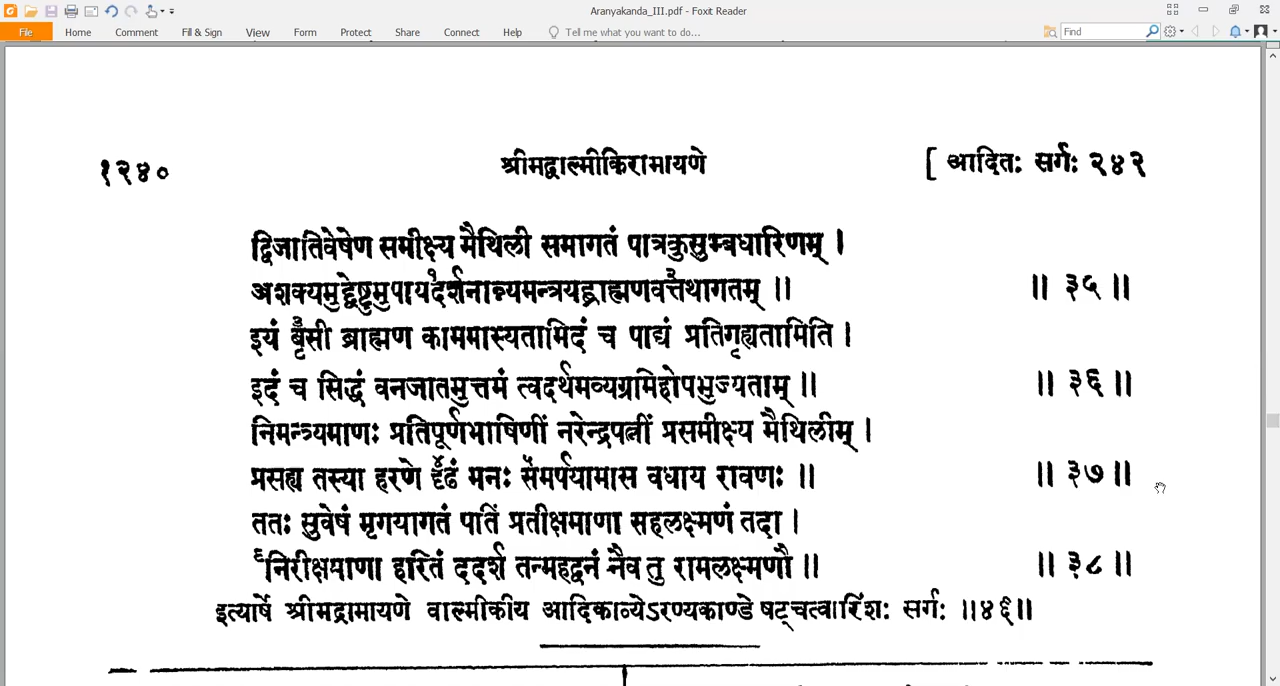 Aranyakanda_III.pdf - Foxit Reader
File Home Comment Fill & Sign View Form Protect Share Connect Help Tell me what you want to do... Find
१२४० श्रीमद्वाल्मीकिरामायणे [ आदितः सर्गः २४२
द्विजातिवेषेण समीक्ष्य मैथिली समागतं पात्रकुसुम्बधारिणम् ।
अशक्यमुद्वेष्टुमुपायदर्शनान्न्यमन्त्रयद्ब्राह्मणवत्तथागतम् ॥ ॥ ३५ ॥
इयं बृसी ब्राह्मण काममास्यतामिदं च पाद्यं प्रतिगृह्यतामिति ।
इदं च सिद्धं वनजातमुत्तमं त्वदर्थमव्यग्रमिहोपभुज्यताम् ॥ ॥ ३६ ॥
निमन्त्र्यमाणः प्रतिपूर्णभाषिणीं नरेन्द्रपत्नीं प्रसमीक्ष्य मैथिलीम् ।
प्रसह्य तस्या हरणे दृढं मनः समर्पयामास वधाय रावणः ॥ ॥ ३७ ॥
ततः सुवेषं मृगयागतं पतिं प्रतीक्षमाणा सहलक्ष्मणं तदा ।
निरीक्षमाणा हरितं ददर्श तन्महद्वनं नैव तु रामलक्ष्मणौ ॥ ॥ ३८ ॥
इत्यार्षे श्रीमद्रामायणे वाल्मीकीय आदिकाव्येऽरण्यकाण्डे षट्चत्वारिंशः सर्गः ॥४६॥